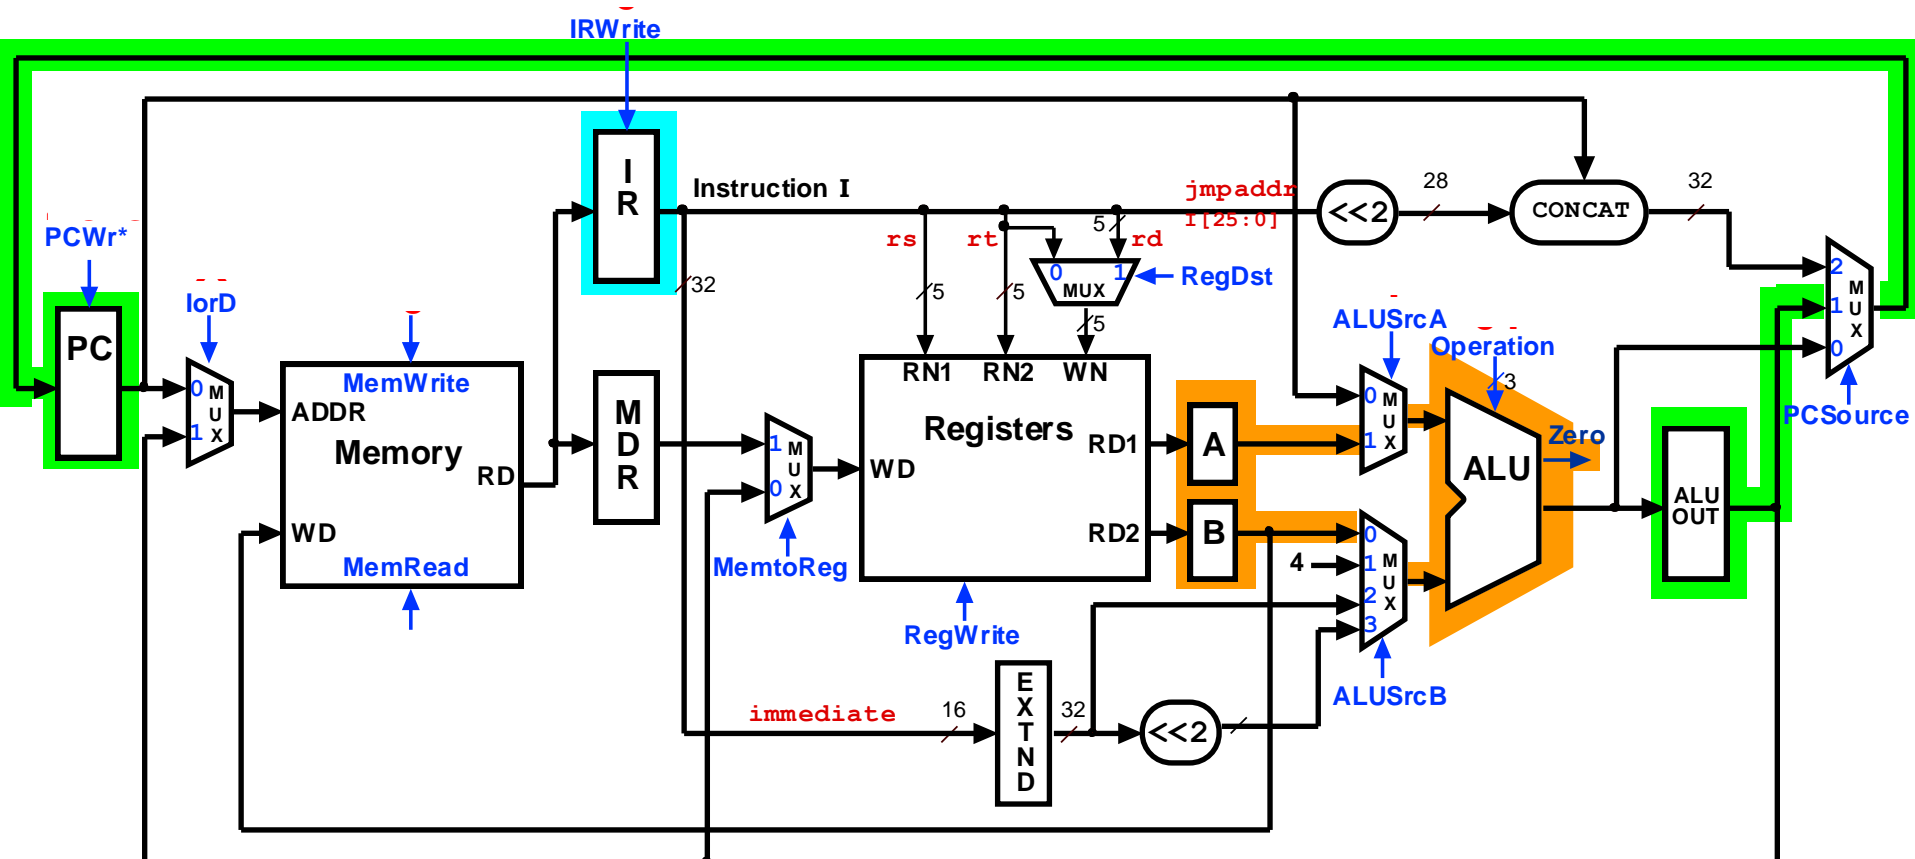 IRWrite
I
R
Instruction I
jmpaddr
I[25:0]
<<2
28
CONCAT
32
rs
rt
5
rd
PCWr*
IorD
32
5
5
0
1
MUX
RegDst
5
2
1
0
M
U
X
PCSource
PC
0
1
M
U
X
MemWrite
ADDR
Memory
RD
WD
MemRead
M
D
R
1
0
M
U
X
MemtoReg
RN1
RN2
WN
Registers
RD1
WD
RD2
RegWrite
A
B
ALUSrcA
0
1
M
U
X
Operation
3
Zero
ALU
ALU
OUT
4
0
1
2
3
M
U
X
ALUSrcB
immediate
16
E
X
T
N
D
32
<<2